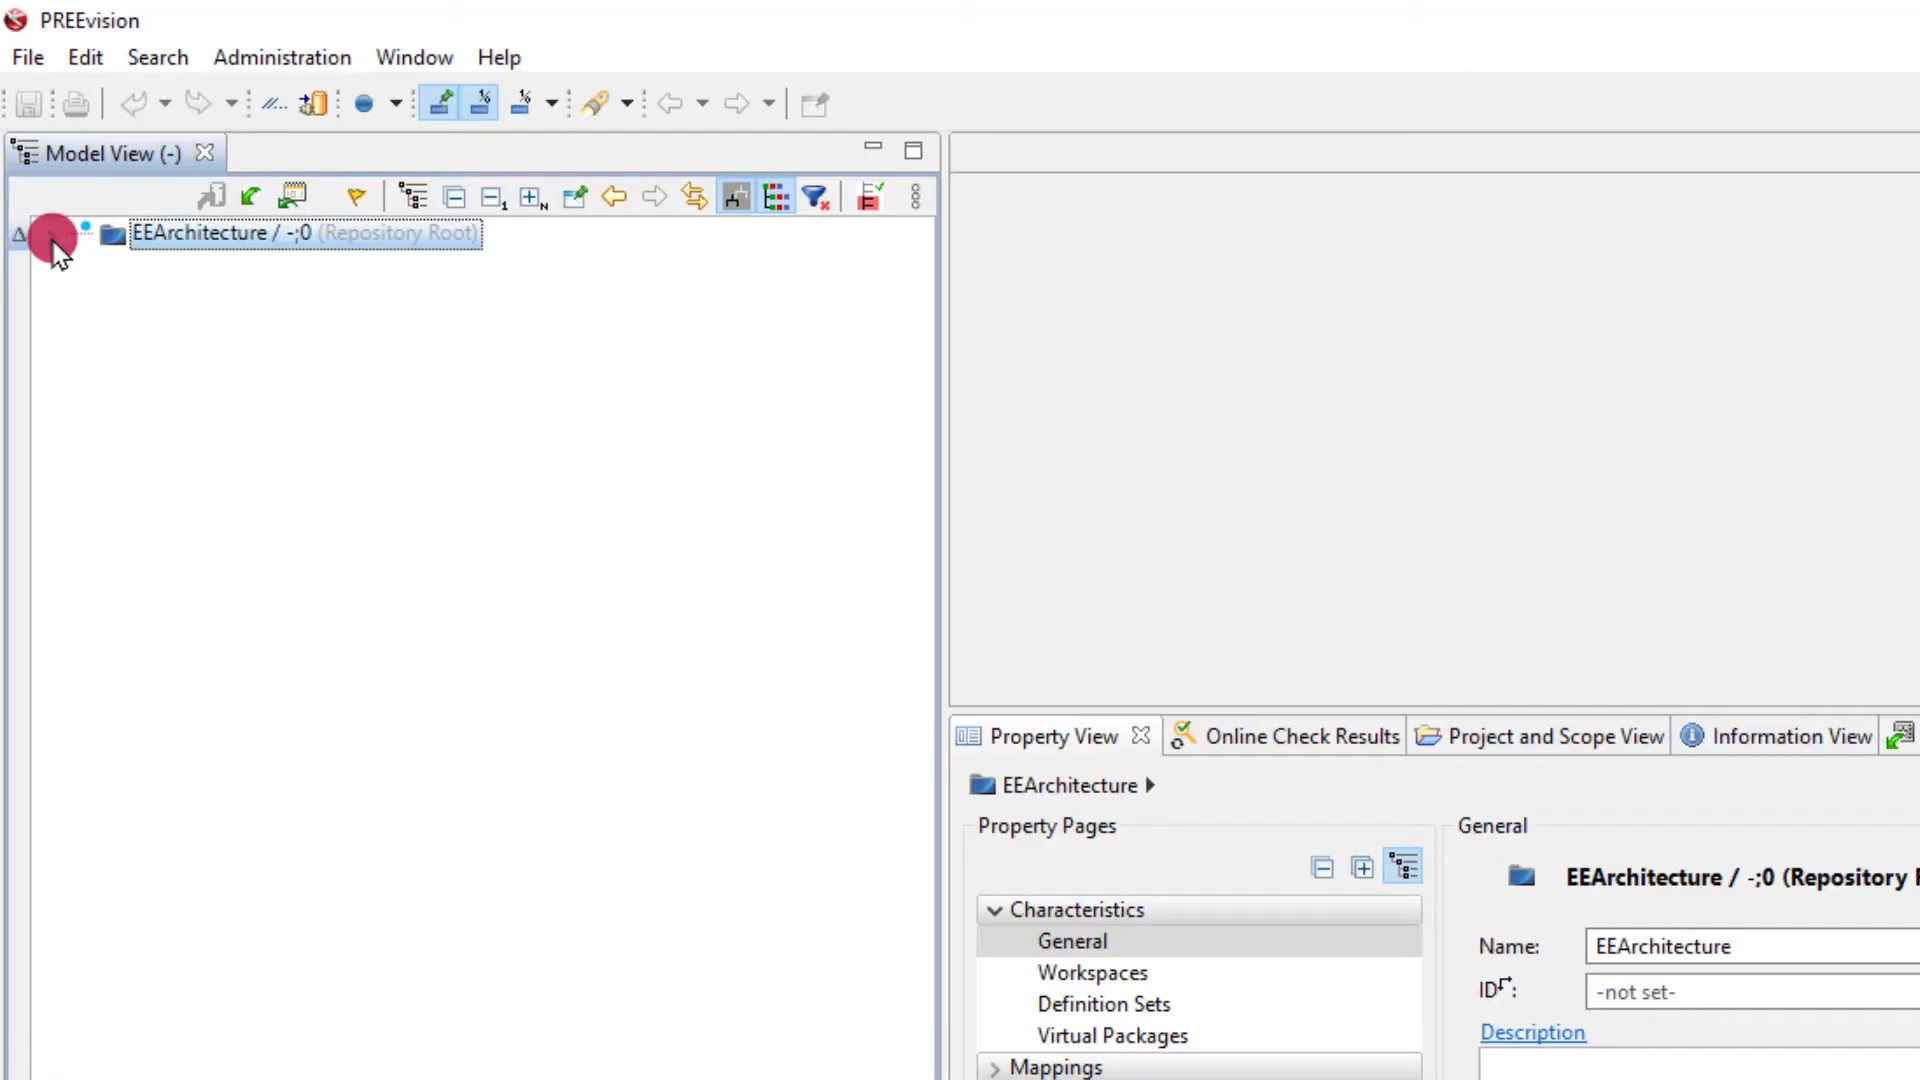 PREEvision
File Edit Search Administration Window Help
Model View (-)
EEArchitecture / -;0 (Repository Root)
Property View Online Check Results Project and Scope View Information View
EEArchitecture
Property Pages
General
EEArchitecture / -;0 (Repository
Characteristics
General
Name: EEArchitecture
Workspaces
ID: -not set-
Definition Sets
Description
Virtual Packages
Mappings